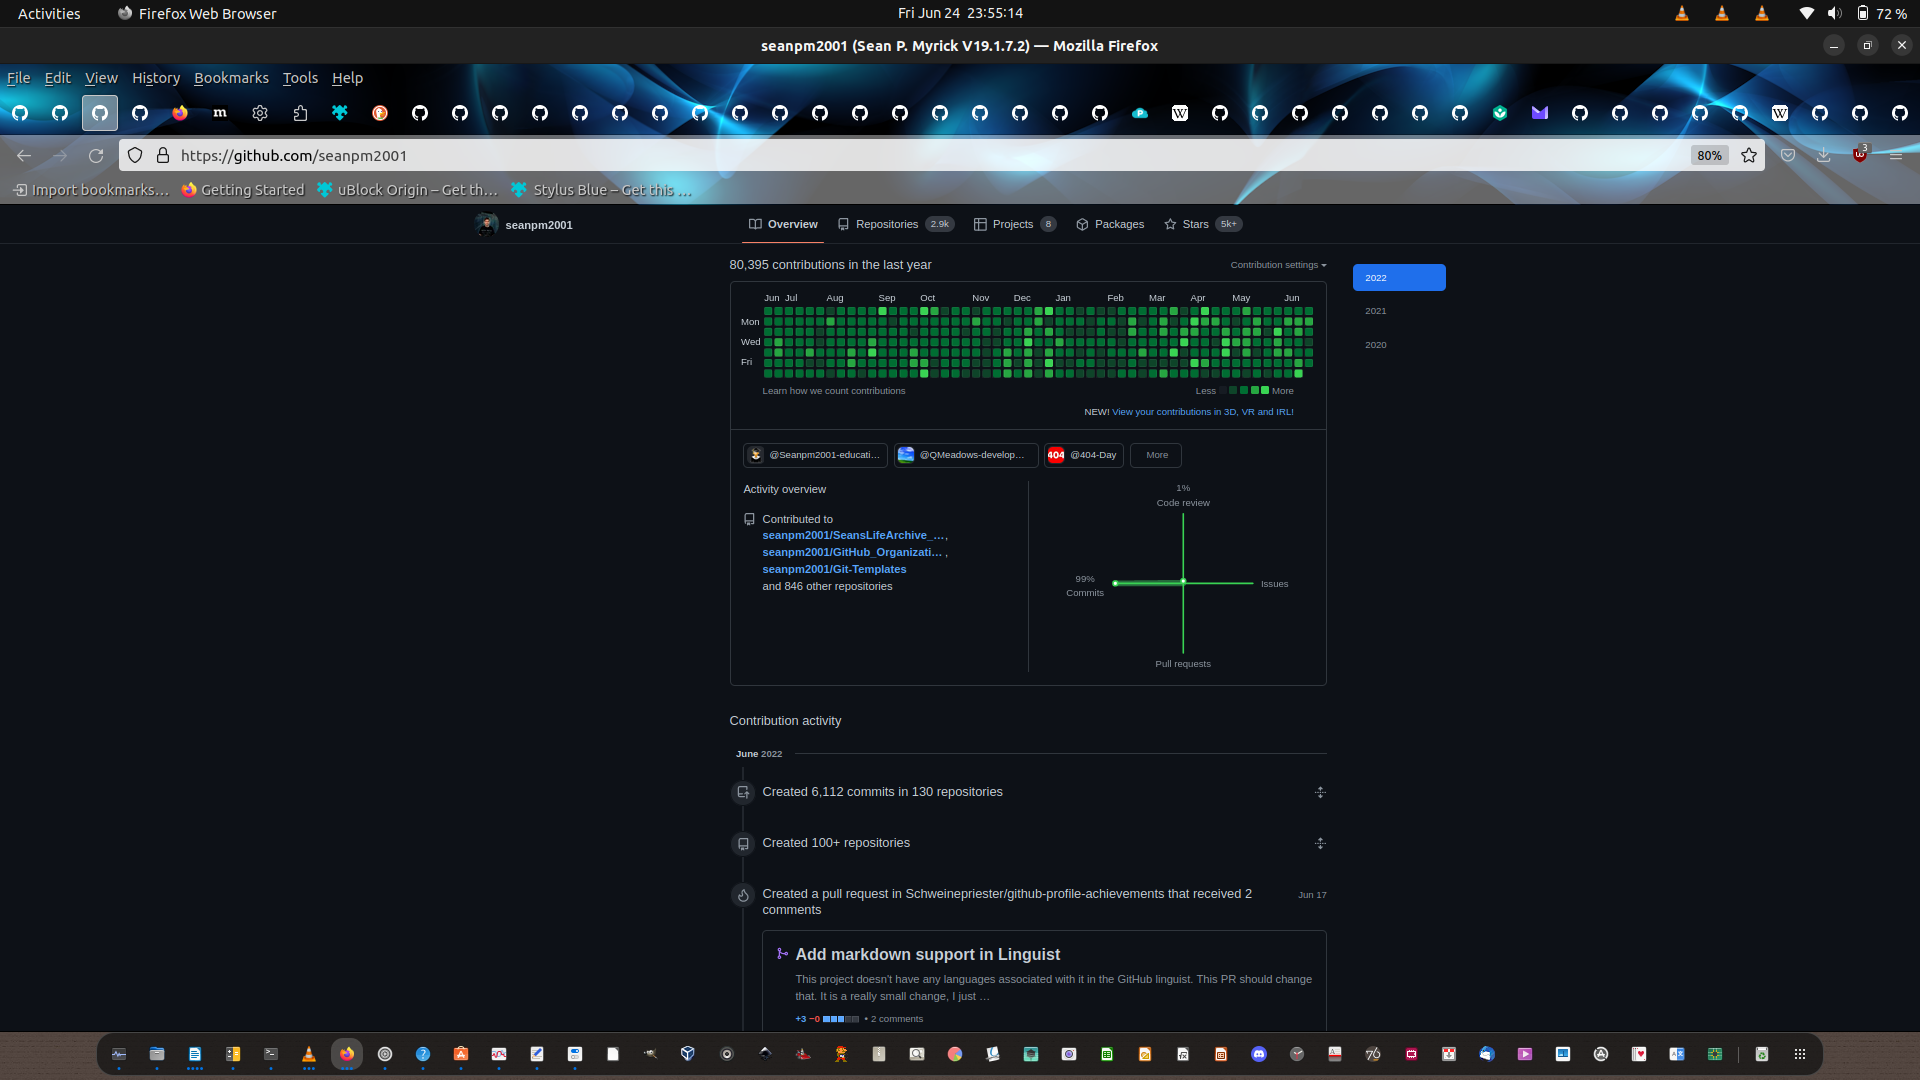 Activities
Firefox Web Browser
Fri Jun 24 23:55:14
72 %
seanpm2001 (Sean P. Myrick V19.1.7.2) — Mozilla Firefox
File Edit View History Bookmarks Tools Help
https://github.com/seanpm2001
80%
3
Import bookmarks…
Getting Started
uBlock Origin – Get th…
Stylus Blue – Get this …
seanpm2001
Overview
Repositories 2.9k
Projects 8
Packages
Stars 5k+
80,395 contributions in the last year
Contribution settings
2022
2021
2020
Jun Jul Aug Sep Oct Nov Dec Jan Feb Mar Apr May Jun
Mon
Wed
Fri
Learn how we count contributions
Less More
NEW! View your contributions in 3D, VR and IRL!
@Seanpm2001-educati…
@QMeadows-develop…
404 @404-Day
More
Activity overview
Contributed to
seanpm2001/SeansLifeArchive_…,
seanpm2001/GitHub_Organizati… ,
seanpm2001/Git-Templates
and 846 other repositories
1%
Code review
99%
Commits
Issues
Pull requests
Contribution activity
June 2022
Created 6,112 commits in 130 repositories
Created 100+ repositories
Created a pull request in Schweinepriester/github-profile-achievements that received 2
comments
Jun 17
Add markdown support in Linguist
This project doesn't have any languages associated with it in the GitHub linguist. This PR should change
that. It is a really small change, I just …
+3 −0 • 2 comments